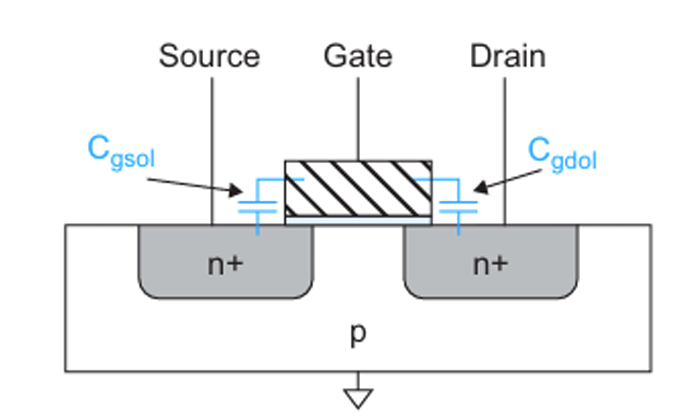 Source Gate Drain
Cgsol
Cgdol
n+ n+
p